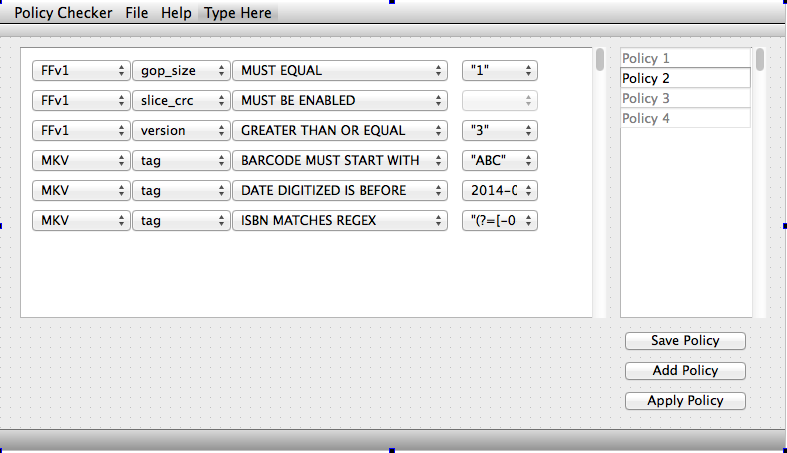 Policy Checker File Help Type Here
FFv1 gop_size MUST EQUAL "1"
FFv1 slice_crc MUST BE ENABLED
FFv1 version GREATER THAN OR EQUAL "3"
MKV tag BARCODE MUST START WITH "ABC"
MKV tag DATE DIGITIZED IS BEFORE 2014-0
MKV tag ISBN MATCHES REGEX "(?=[-0
Policy 1
Policy 2
Policy 3
Policy 4
Save Policy
Add Policy
Apply Policy